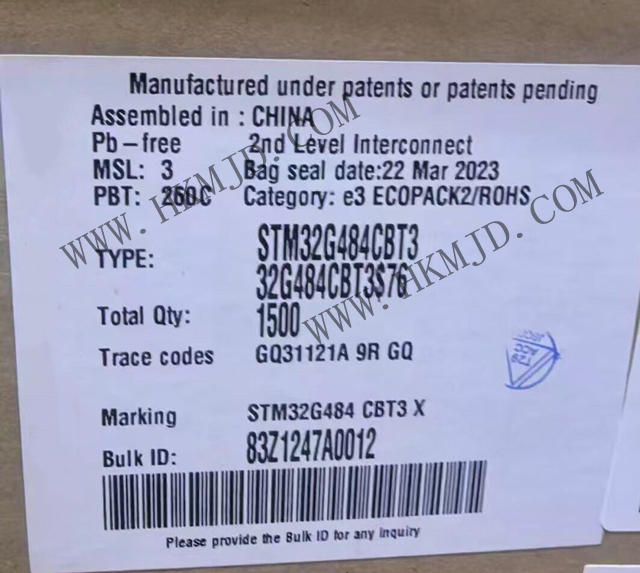 Manufactured under patents or patents pending
Assembled in : CHINA
Pb-free 2nd Level Interconnect
MSL: 3 Bag seal date:22 Mar 2023
PBT: 260C Category: e3 ECOPACK2/ROHS
TYPE: STM32G484CBT3
32G484CBT3$76
Total Qty: 1500
Trace codes GQ31121A 9R GQ
Marking STM32G484 CBT3 X
Bulk ID: 83Z1247A0012
Please provide the Bulk ID for any inquiry
WWW.HKMJD.COM
WWW.HKMJD.COM